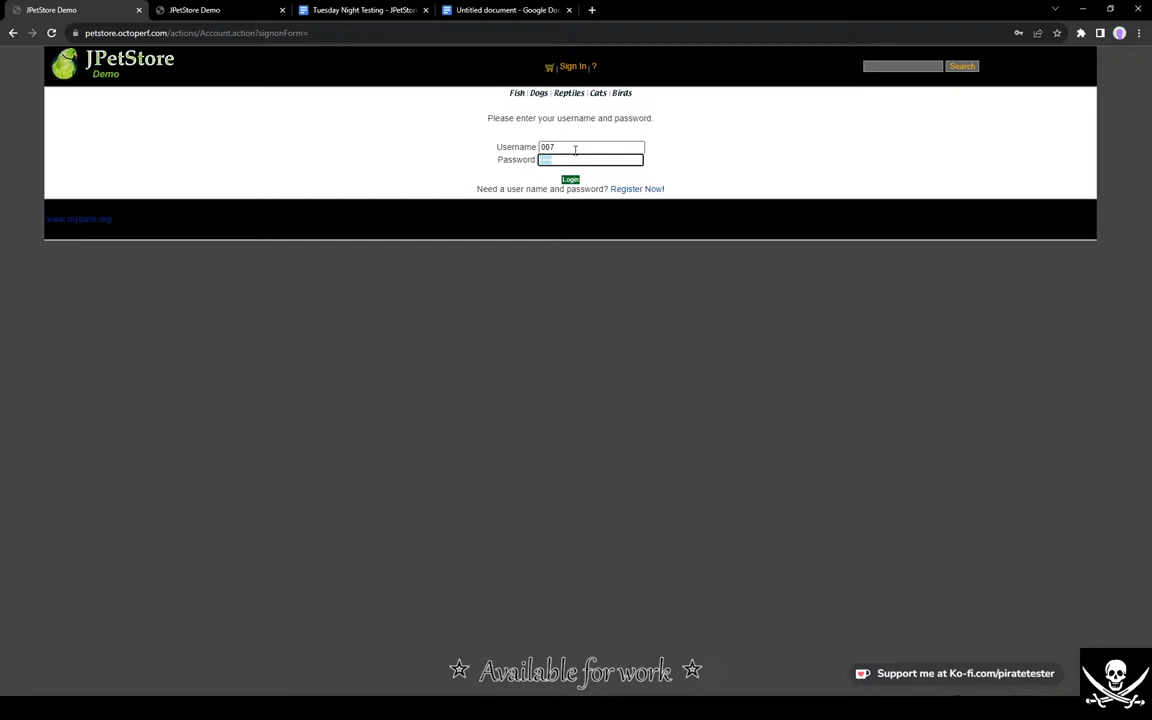 JPetStore Demo
JPetStore Demo
Tuesday Night Testing - JPetStor
Untitled document - Google Doc
petstore.octoperf.com/actions/Account.action?signonForm=
JPetStore
Demo
Sign In
?
Search
Fish
Dogs
Reptiles
Cats
Birds
Please enter your username and password.
Username:
007
Password:
Login
Need a user name and password? Register Now!
www.mybatis.org
Available for work
Support me at Ko-fi.com/piratetester